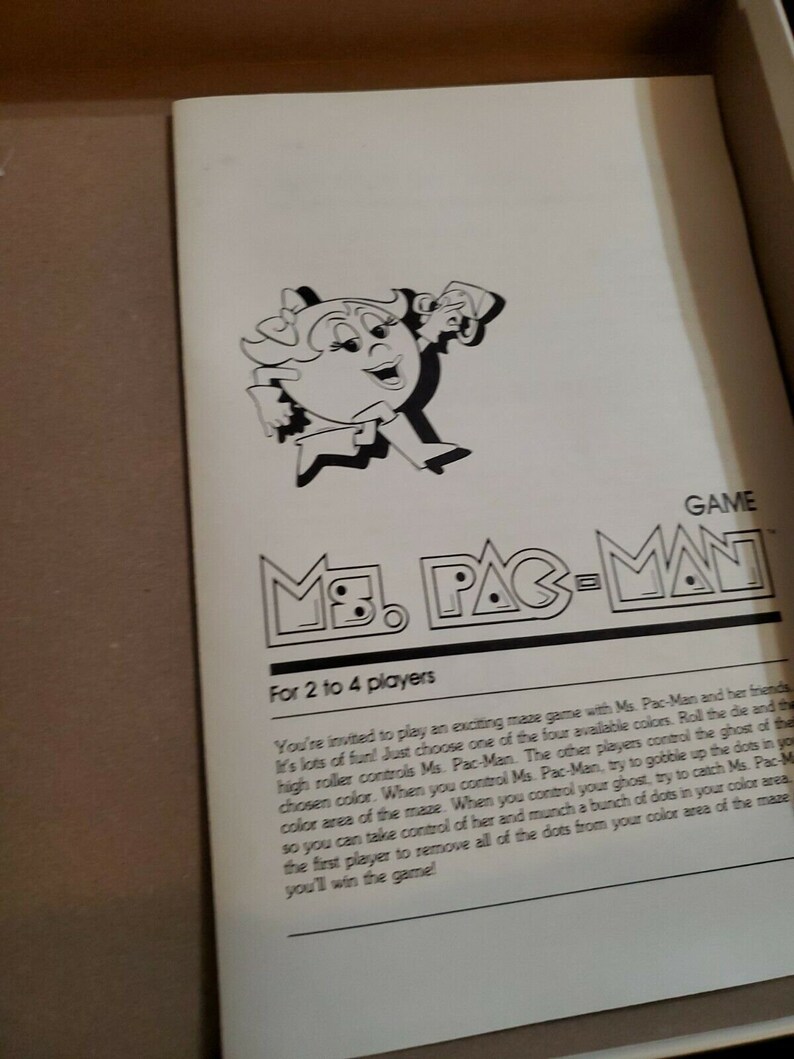 GAME
Ms. PAC-MAN™
For 2 to 4 players
You're invited to play an exciting maze game with Ms. Pac-Man and her friends.
It's lots of fun! Just choose one of the four available colors. Roll the die and the
high roller controls Ms. Pac-Man. The other players control the ghost of the
chosen color. When you control Ms. Pac-Man, try to gobble up the dots in
color area of the maze. When you control your ghost, try to catch Ms.
so you can take control of her and munch a bunch of dots in your color area.
the first player to remove all of the dots from your color area of the maze
you'll win the game!